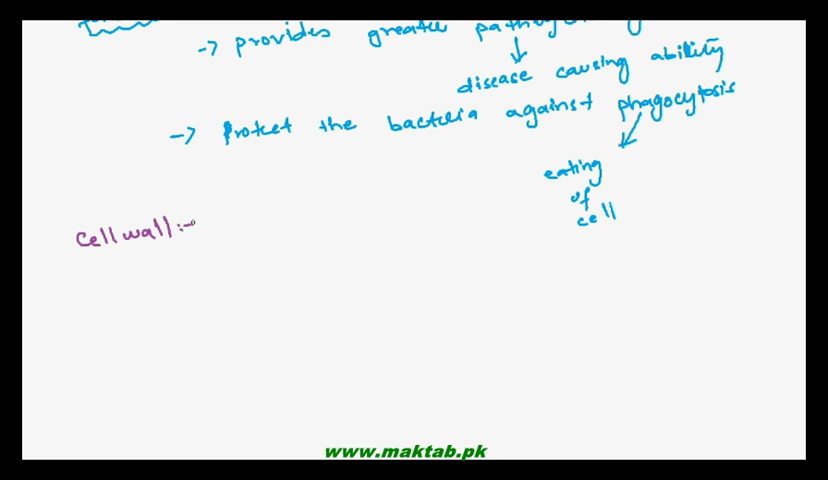 -> provides greater
disease causing ability
-> Protect the bacteria against phagocytosis
eating
of
cell
Cell wall :-
www.maktab.pk